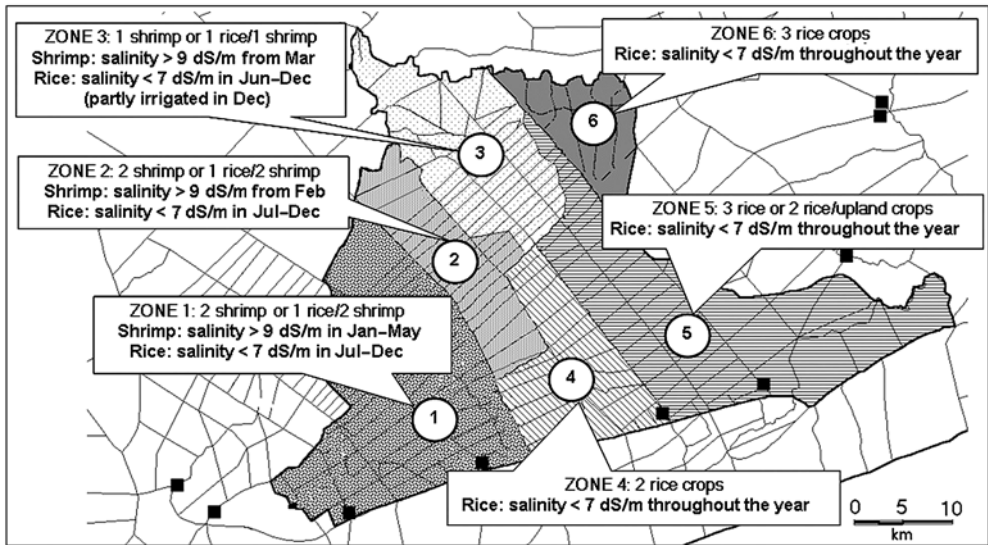 ZONE 3: 1 shrimp or 1 rice/1 shrimp
Shrimp: salinity > 9 dS/m from Mar
Rice: salinity < 7 dS/m in Jun–Dec
(partly irrigated in Dec)
ZONE 6: 3 rice crops
Rice: salinity < 7 dS/m throughout the year
6
3
ZONE 2: 2 shrimp or 1 rice/2 shrimp
Shrimp: salinity > 9 dS/m from Feb
Rice: salinity < 7 dS/m in Jul–Dec
ZONE 5: 3 rice or 2 rice/upland crops
Rice: salinity < 7 dS/m throughout the year
2
ZONE 1: 2 shrimp or 1 rice/2 shrimp
Shrimp: salinity > 9 dS/m in Jan–May
Rice: salinity < 7 dS/m in Jul–Dec
5
4
1
ZONE 4: 2 rice crops
Rice: salinity < 7 dS/m throughout the year
0 5 10
km